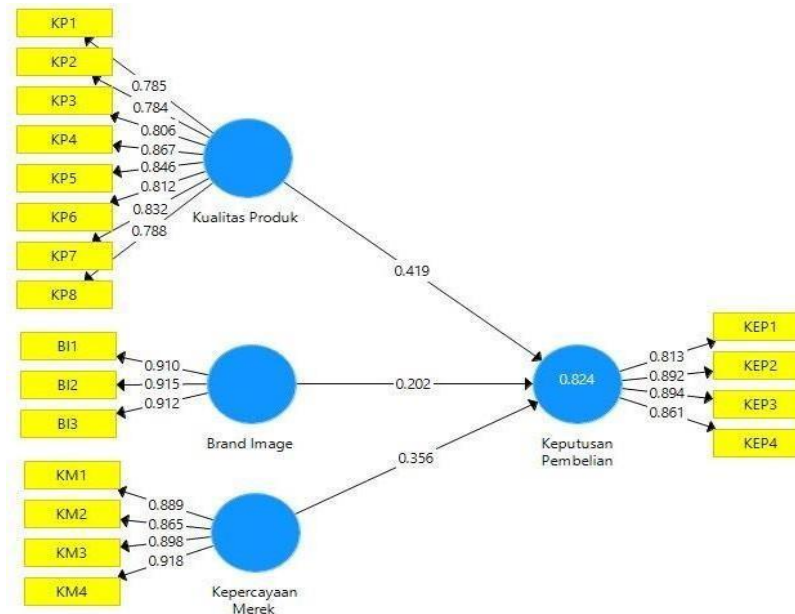 KP1
KP2
KP3
KP4
KP5
KP6
KP7
KP8
0.785
0.784
0.806
0.867
0.846
0.812
0.832
0.788
Kualitas Produk
0.419
BI1
BI2
BI3
0.910
0.915
0.912
Brand Image
0.202
KM1
KM2
KM3
KM4
0.889
0.865
0.898
0.918
Kepercayaan
Merek
0.356
0.824
Keputusan
Pembelian
0.813
0.892
0.894
0.861
KEP1
KEP2
KEP3
KEP4